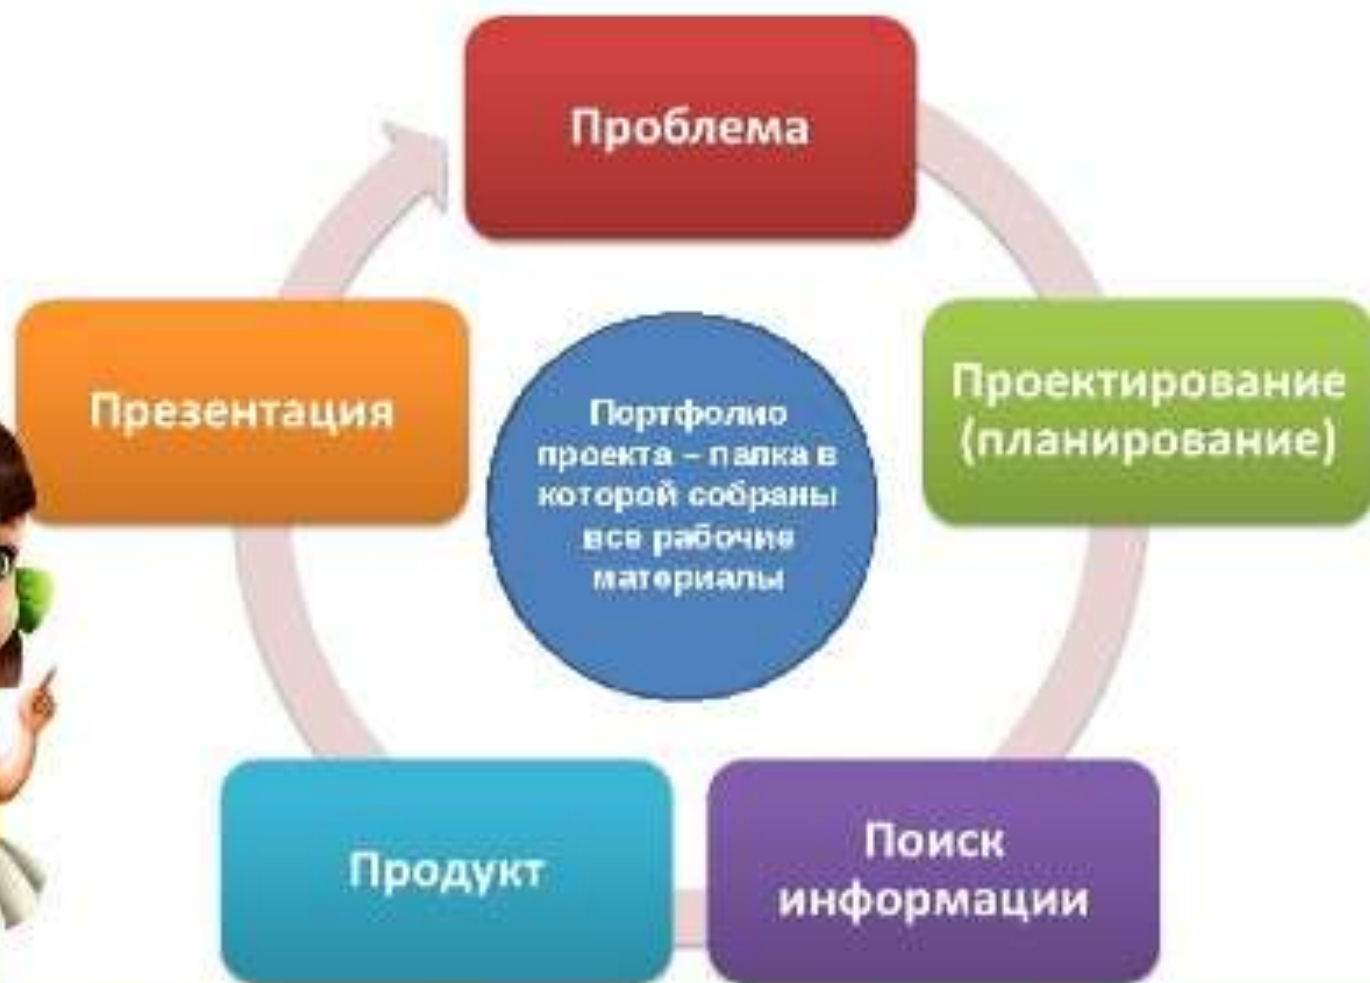 Проблема
Проектирование
(планирование)
Поиск
информации
Продукт
Презентация
Портфолио
проекта – папка в
которой собраны
все рабочие
материалы